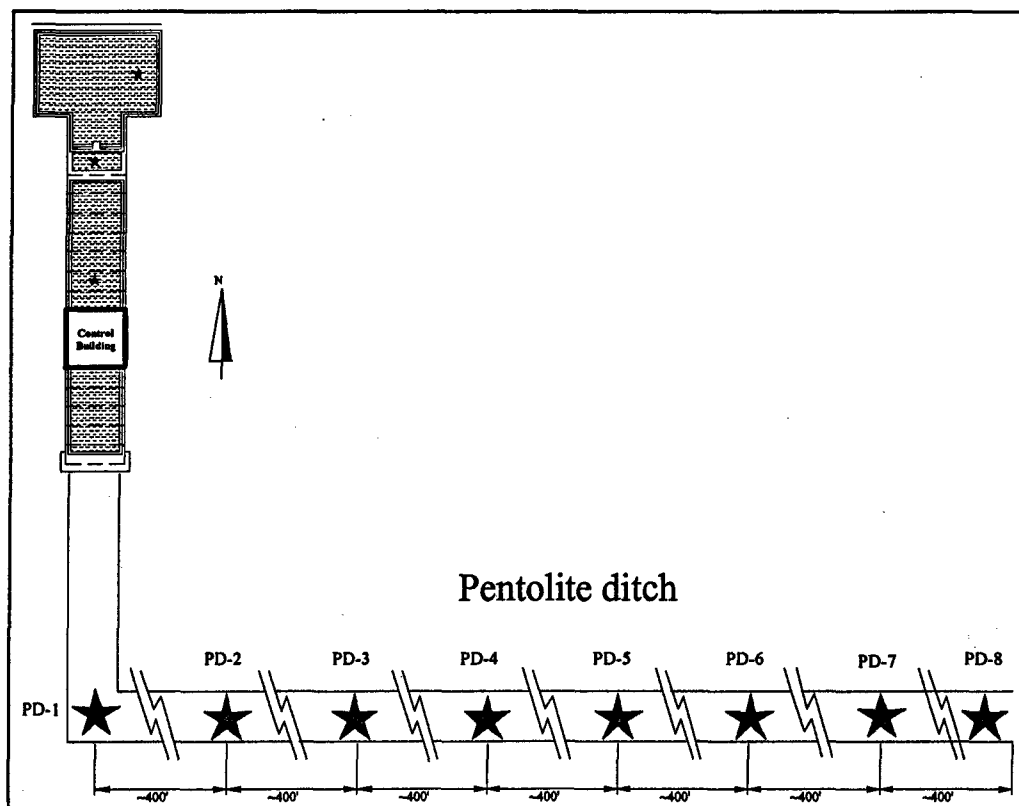 N
Control
Building
Pentolite ditch
PD-1
PD-2
PD-3
PD-4
PD-5
PD-6
PD-7
PD-8
~400'
~400'
~400'
~400'
~400'
~400'
~400'